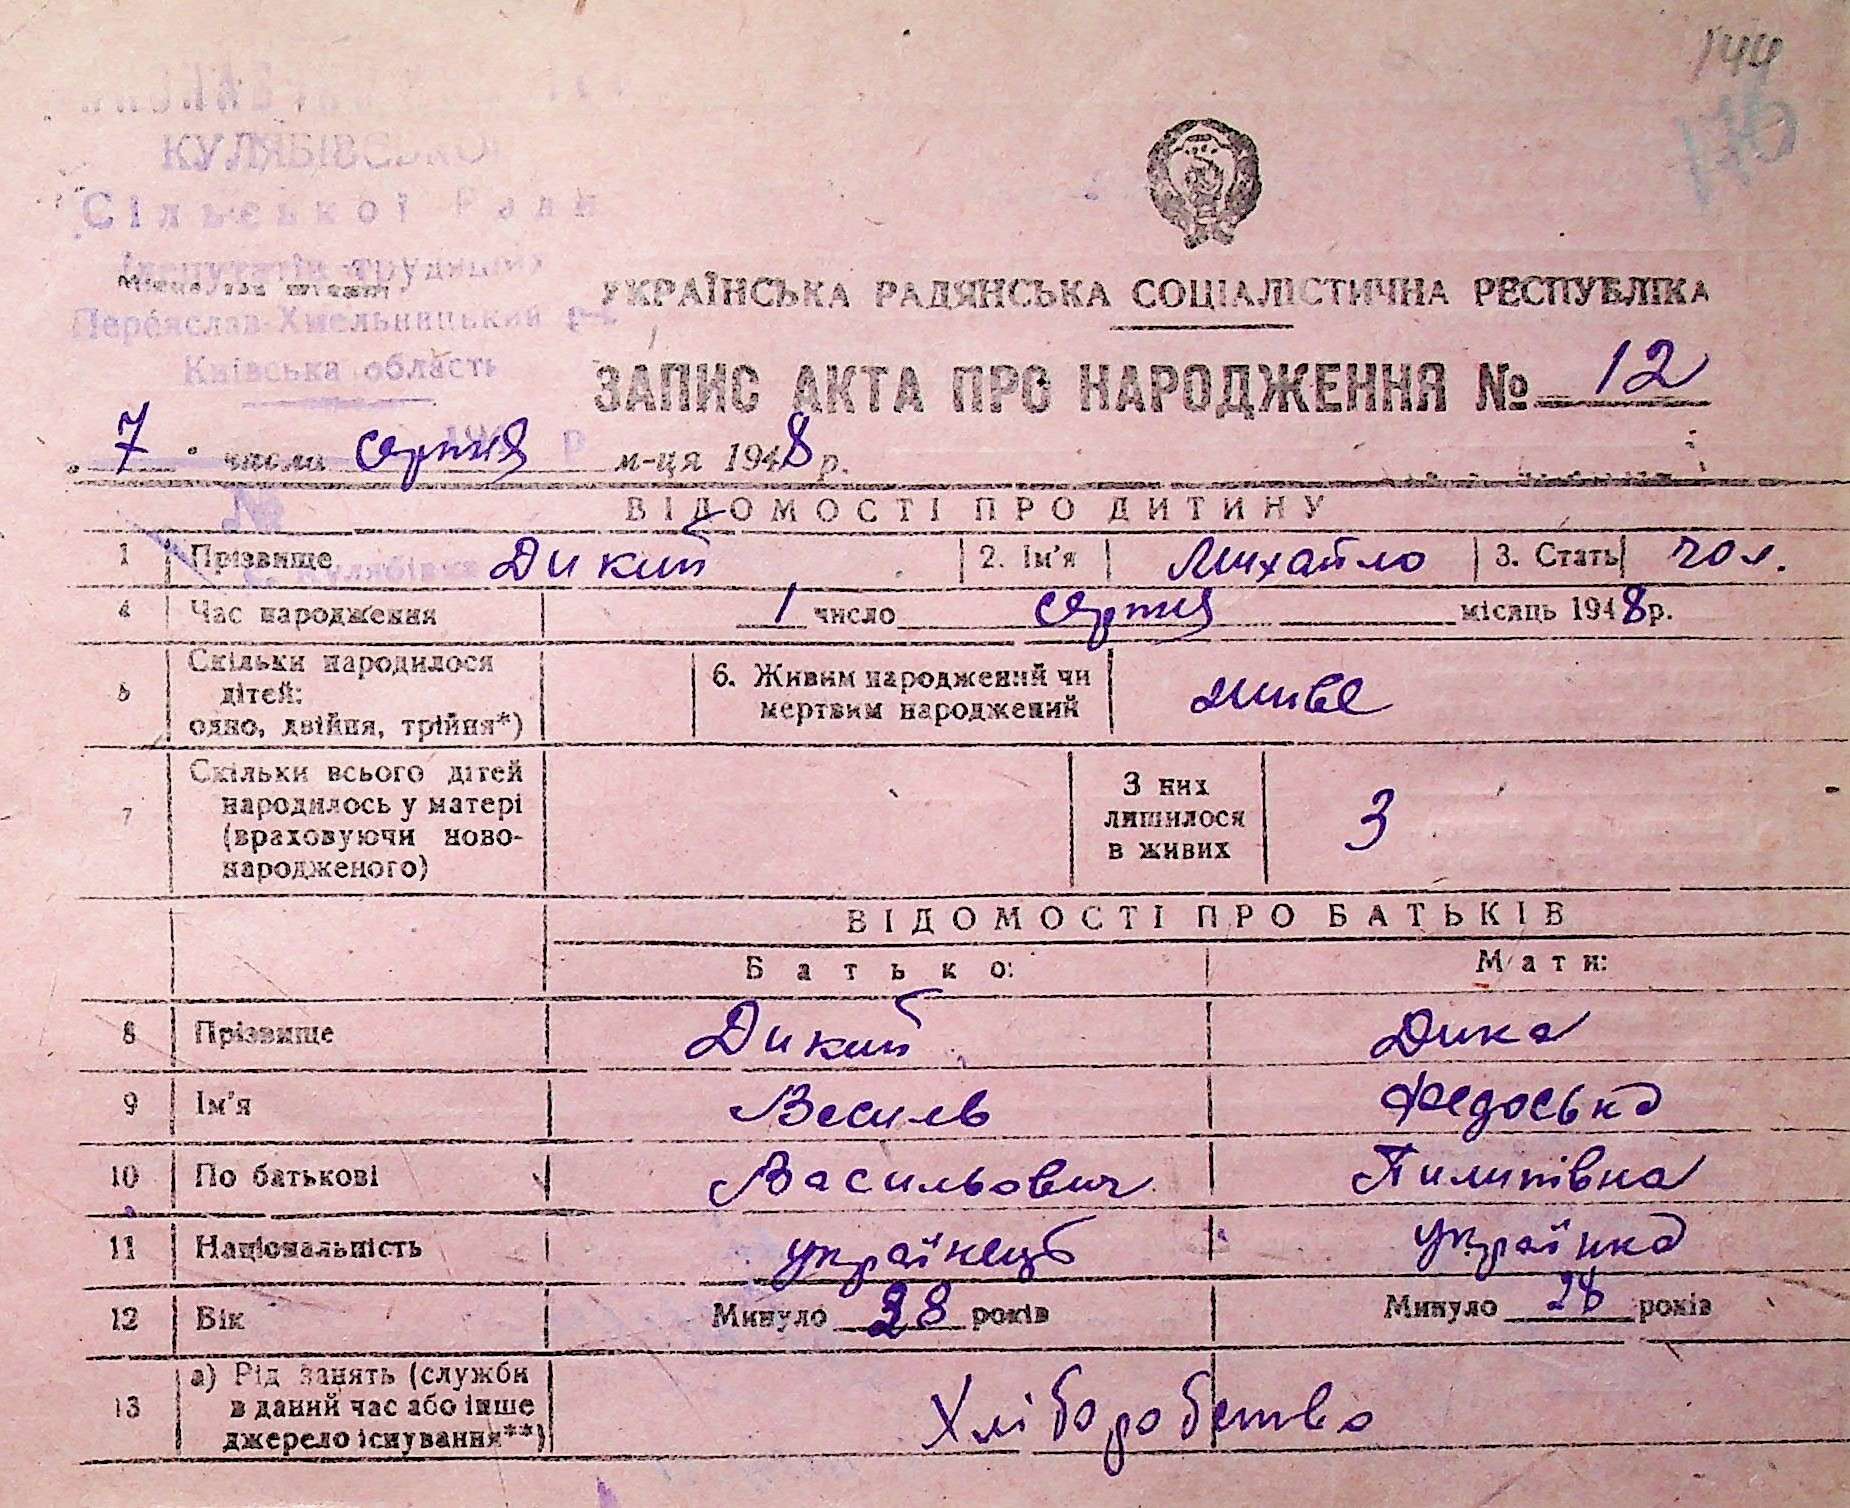 144
КУЛЯБІВСЬКОЇ
Сільської Ради
депутатів трудящих
Переяслав-Хмельницький р-н
Київська область
УКРАЇНСЬКА РАДЯНСЬКА СОЦІАЛІСТИЧНА РЕСПУБЛІКА
ЗАПИС АКТА ПРО НАРОДЖЕННЯ № 12
7 числа серпня м-ця 1948 р.
ВІДОМОСТІ ПРО ДИТИНУ
1 Прізвище Дикий 2. Ім'я Михайло 3. Стать чол.
4 Час народження 1 число серпня місяць 1948 р.
5 Скільки народилося дітей: одно, двійня, трійня*) 6. Живим народжений чи мертвим народжений живе
7 Скільки всього дітей народилось у матері (враховуючи ново-народженого) З них лишилося в живих 3
ВІДОМОСТІ ПРО БАТЬКІВ
Батько: Мати:
8 Прізвище Дикий Дика
9 Ім'я Василь Федоська
10 По батькові Васильович Пилипівна
11 Національність українець українка
12 Вік Минуло 28 років Минуло 28 років
13 а) Рід занять (служби в даний час або інше джерело існування**) Хліборобство